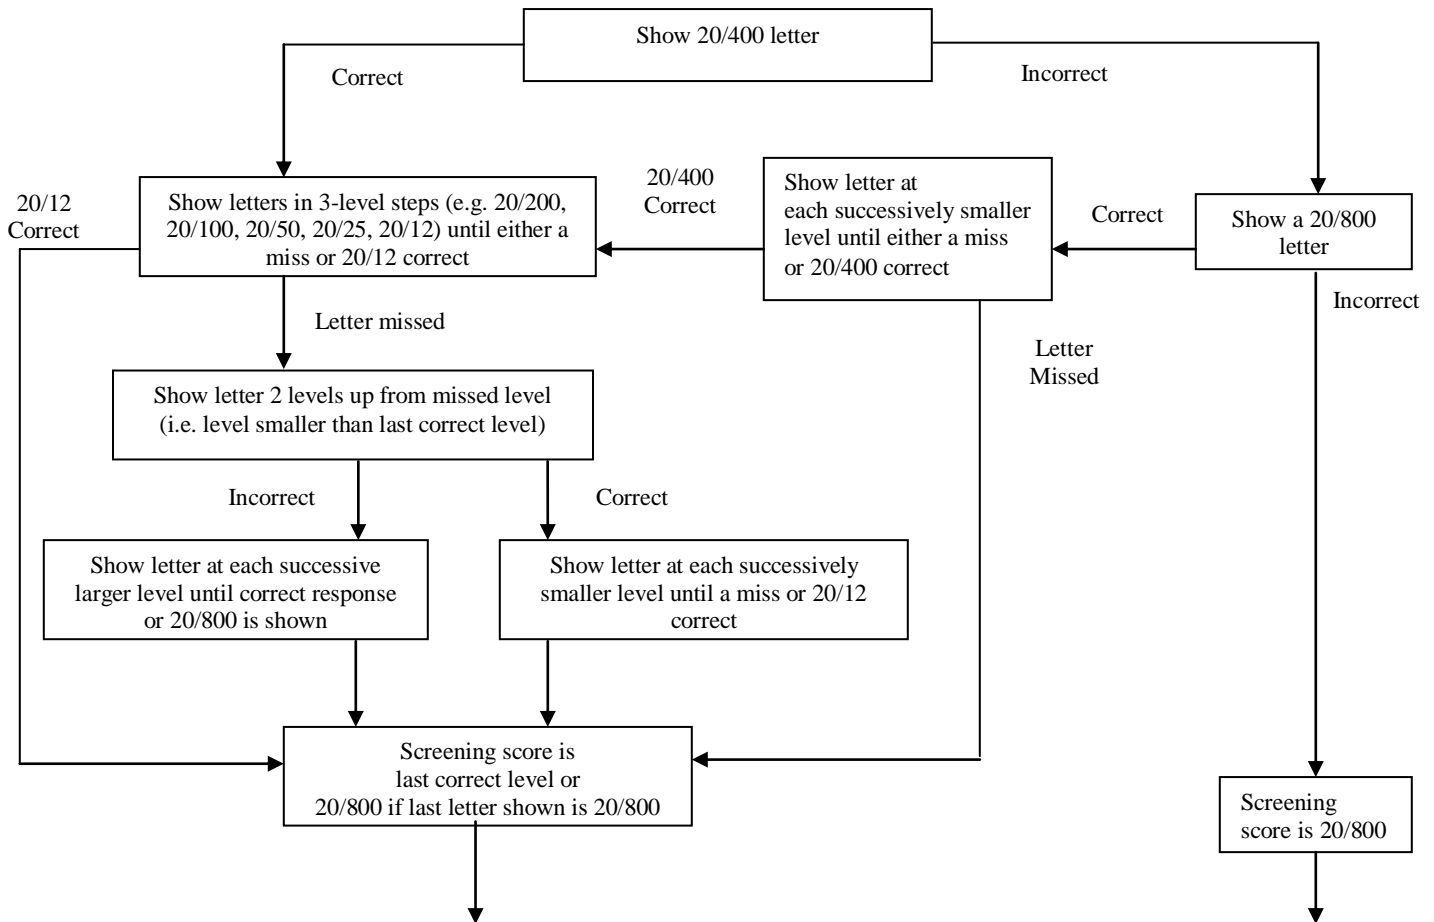 Show 20/400 letter
Correct
Incorrect
20/12
Correct
Show letters in 3-level steps (e.g. 20/200,
20/100, 20/50, 20/25, 20/12) until either a
miss or 20/12 correct
20/400
Correct
Show letter at
each successively smaller
level until either a miss
or 20/400 correct
Correct
Show a 20/800
letter
Incorrect
Letter missed
Letter
Missed
Show letter 2 levels up from missed level
(i.e. level smaller than last correct level)
Incorrect
Correct
Show letter at each successive
larger level until correct response
or 20/800 is shown
Show letter at each successively
smaller level until a miss or 20/12
correct
Screening score is
last correct level or
20/800 if last letter shown is 20/800
Screening
score is 20/800